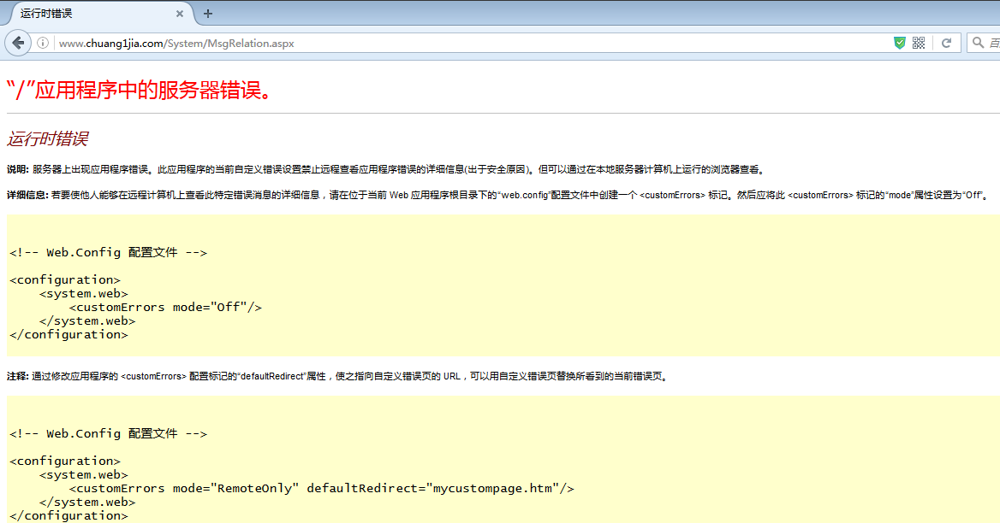 运行时错误
www.chuang1jia.com/System/MsgRelation.aspx
“/”应用程序中的服务器错误。
运行时错误
说明: 服务器上出现应用程序错误。此应用程序的当前自定义错误设置禁止远程查看应用程序错误的详细信息(出于安全原因)。但可以通过在本地服务器计算机上运行的浏览器查看。
详细信息: 若要使他人能够在远程计算机上查看此特定错误消息的详细信息，请在位于当前 Web 应用程序根目录下的“web.config”配置文件中创建一个 <customErrors> 标记。然后应将此 <customErrors> 标记的“mode”属性设置为“Off”。
<!-- Web.Config 配置文件 -->
<configuration>
    <system.web>
        <customErrors mode="Off"/>
    </system.web>
</configuration>
注释: 通过修改应用程序的 <customErrors> 配置标记的“defaultRedirect”属性，使之指向自定义错误页的 URL，可以用自定义错误页替换所看到的当前错误页。
<!-- Web.Config 配置文件 -->
<configuration>
    <system.web>
        <customErrors mode="RemoteOnly" defaultRedirect="mycustompage.htm"/>
    </system.web>
</configuration>